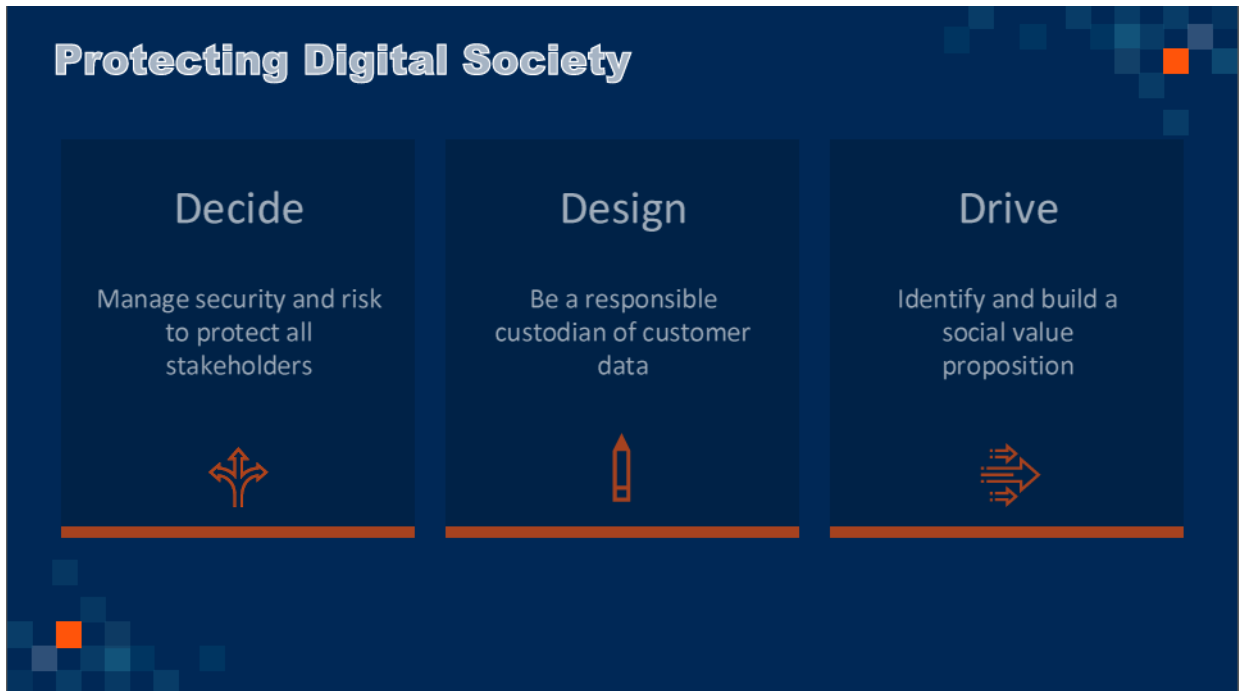 Protecting Digital Society
Decide
Manage security and risk
to protect all
stakeholders
Design
Be a responsible
custodian of customer
data
Drive
Identify and build a
social value
proposition